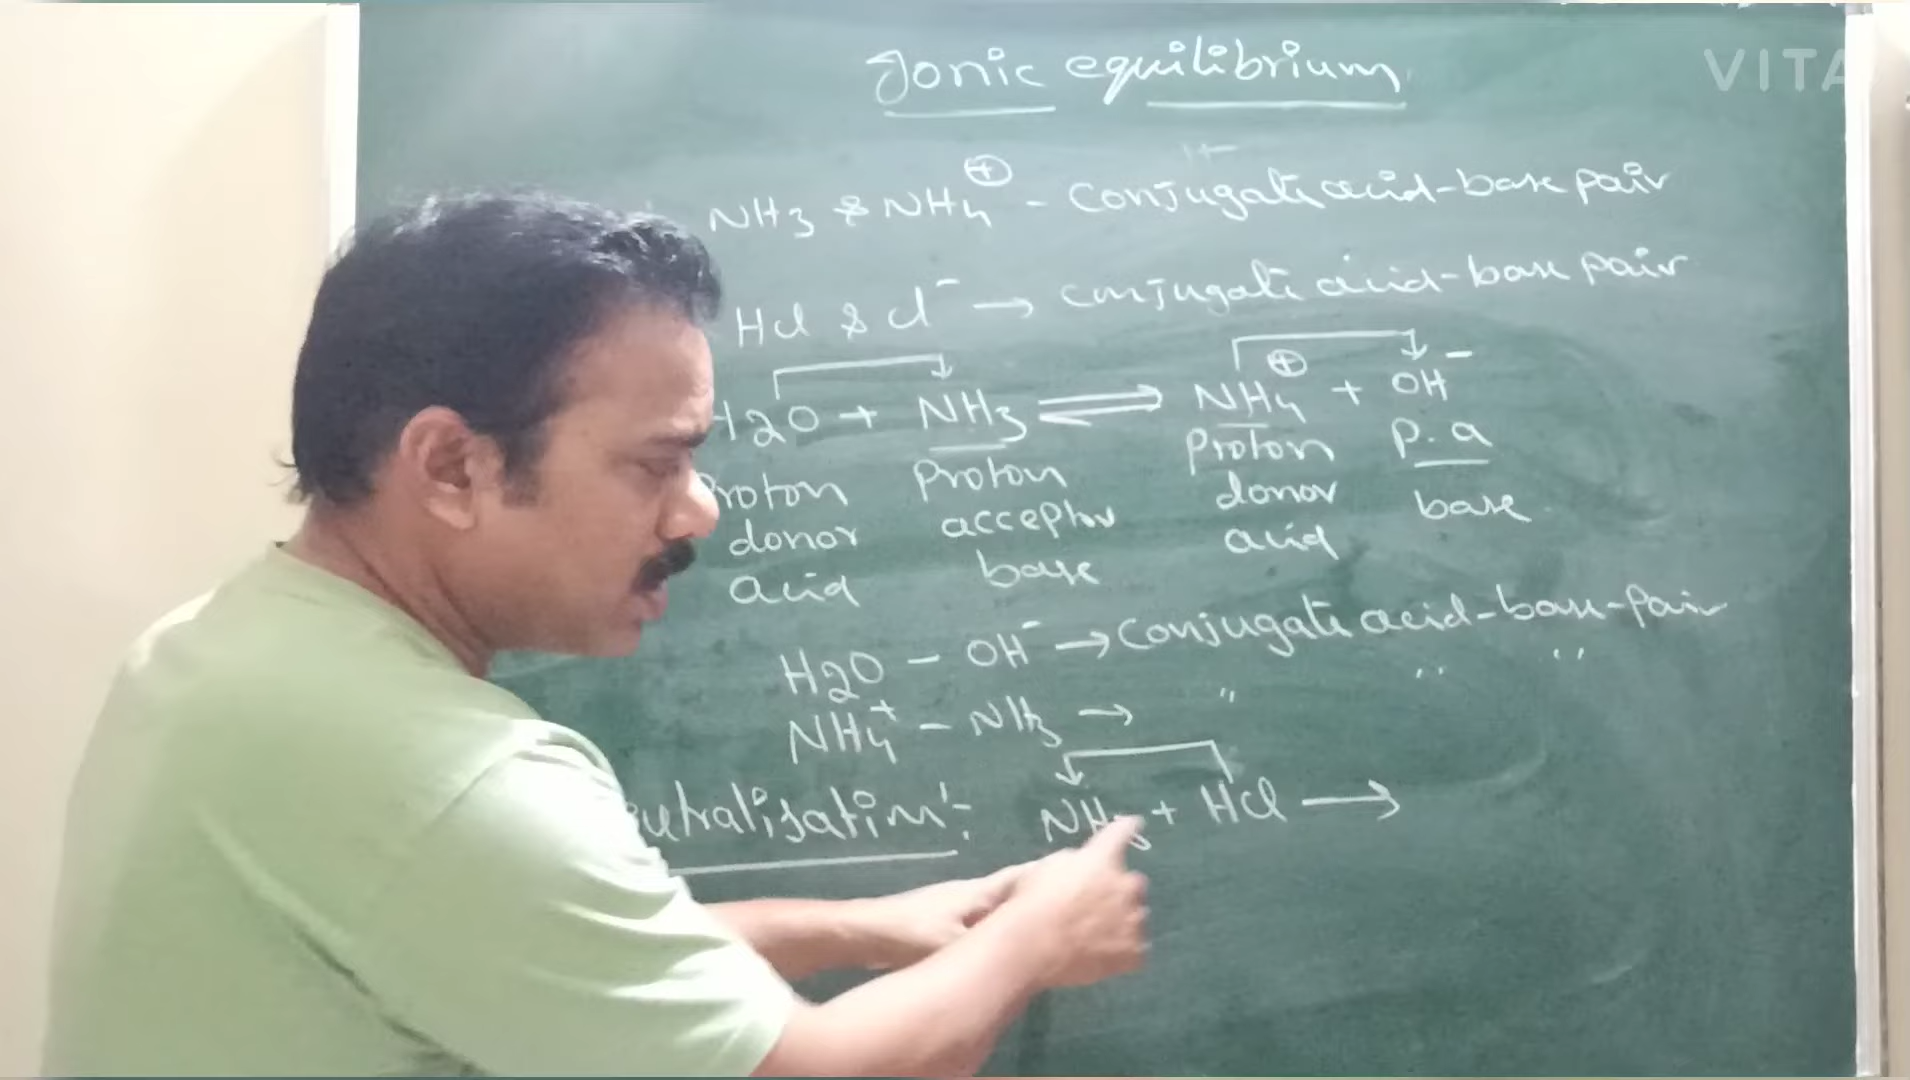 Ionic equilibrium
VITA
NH3 & NH4⊕ - Conjugate acid-base pair
Hcl & cl⁻ → Conjugate acid-base pair
H2O + NH3 ⇌ NH4⊕ + OH⁻
Proton donor acid
Proton acceptor base
Proton donor acid
P.a base
H2O - OH⁻ → Conjugate acid-base-pair
NH4⁺ - NH3 → " " "
eutralisation:- NH3 + Hcl →